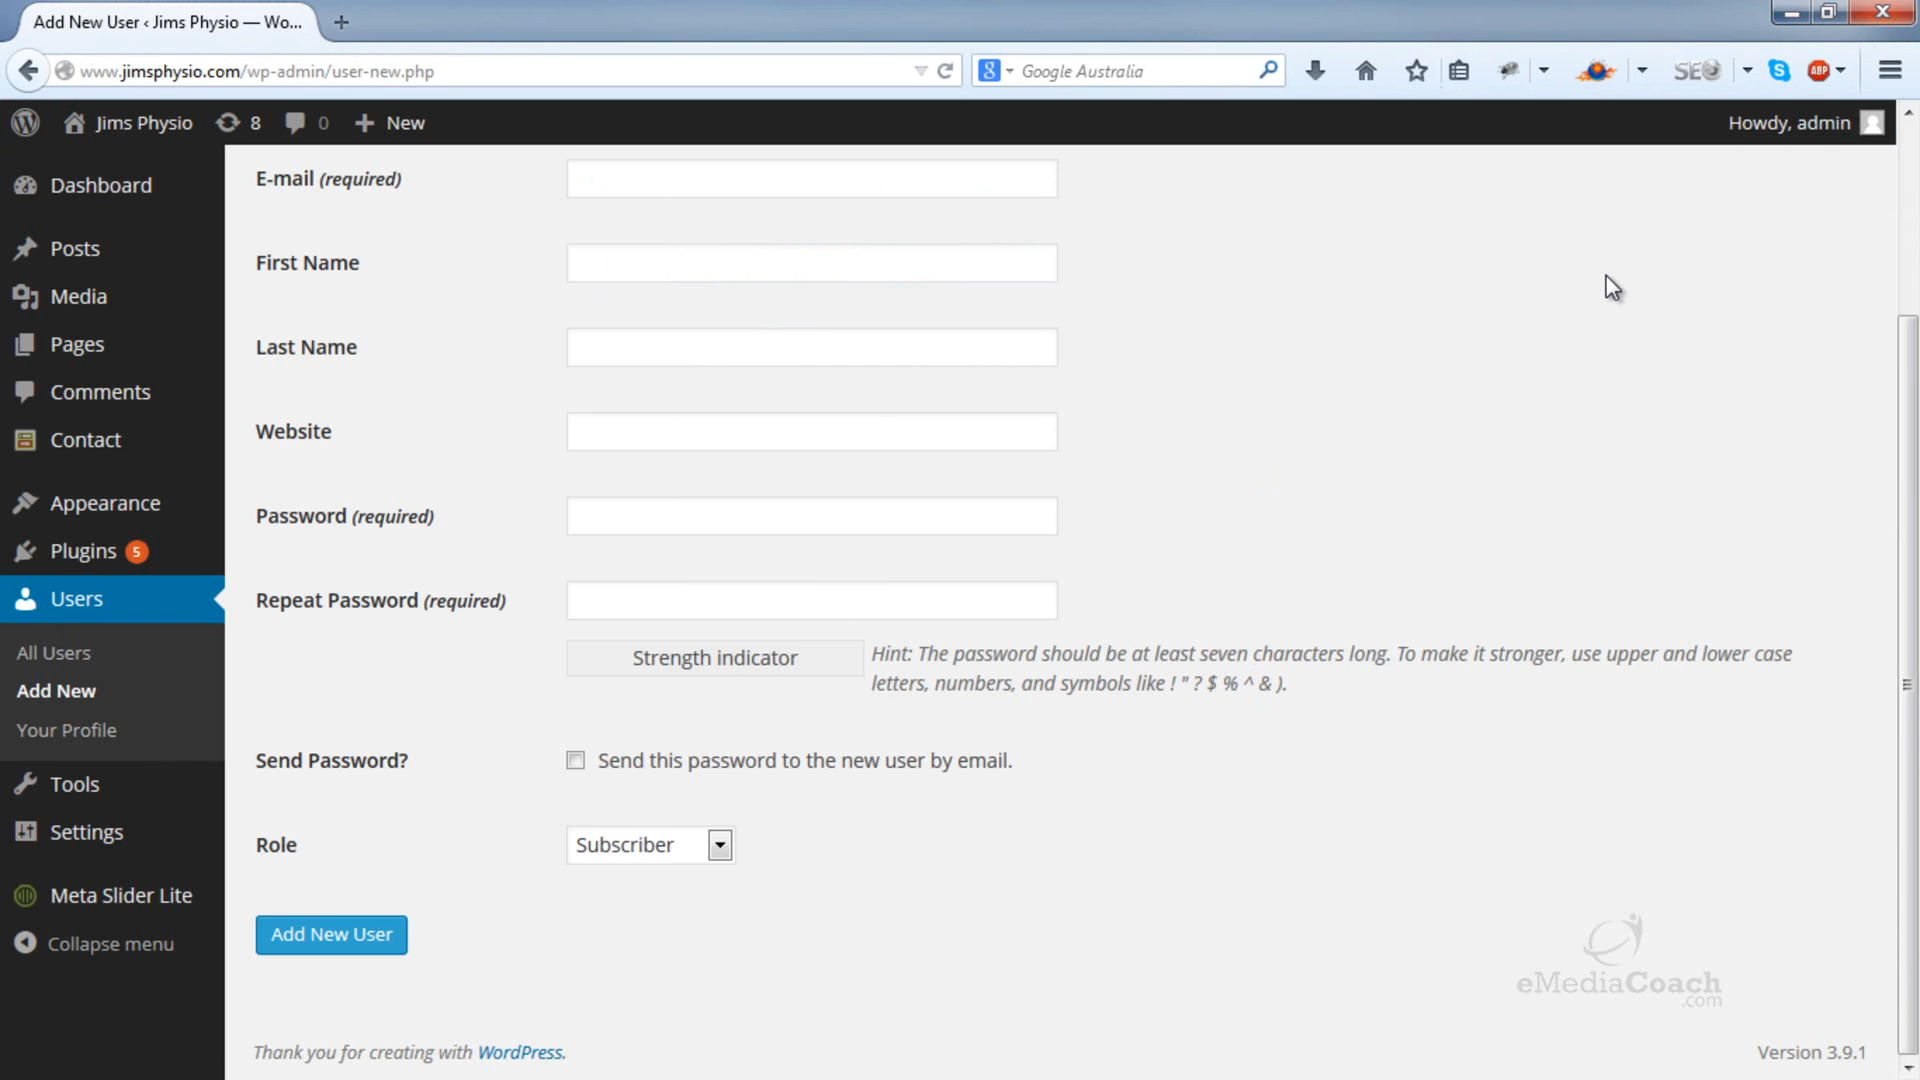 Add New User ‹ Jims Physio — Wo...
www.jimsphysio.com/wp-admin/user-new.php
Google Australia
SEO
ABP
Jims Physio
8
0
New
Howdy, admin
Dashboard
Posts
Media
Pages
Comments
Contact
Appearance
Plugins 5
Users
All Users
Add New
Your Profile
Tools
Settings
Meta Slider Lite
Collapse menu
E-mail (required)
First Name
Last Name
Website
Password (required)
Repeat Password (required)
Strength indicator
Hint: The password should be at least seven characters long. To make it stronger, use upper and lower case
letters, numbers, and symbols like ! " ? $ % ^ & ).
Send Password?
Send this password to the new user by email.
Role
Subscriber
Add New User
eMediaCoach
.com
Thank you for creating with WordPress.
Version 3.9.1